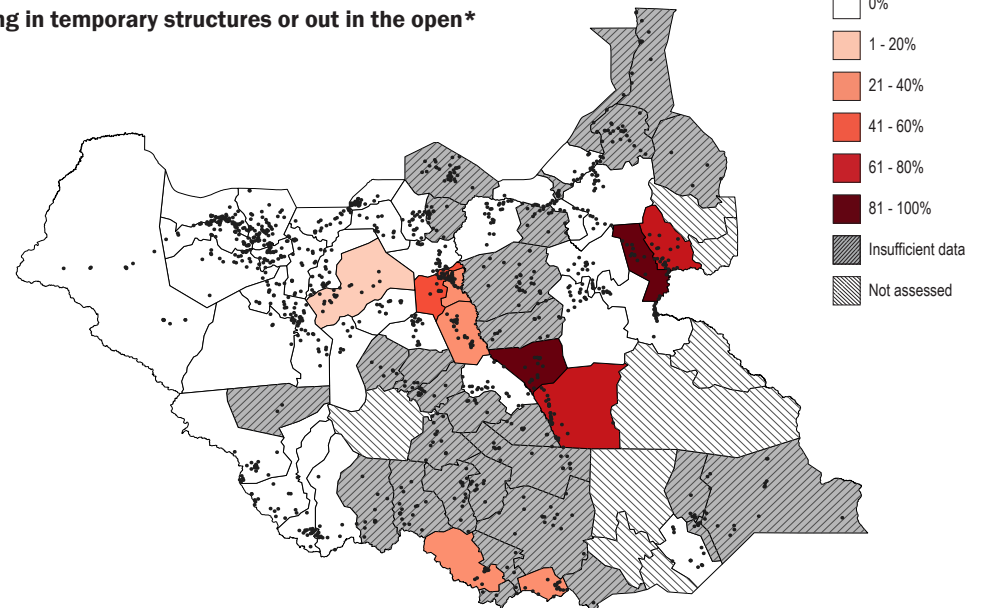 in temporary structures or out in the open*
0%
1 - 20%
21 - 40%
41 - 60%
61 - 80%
81 - 100%
Insufficient data
Not assessed